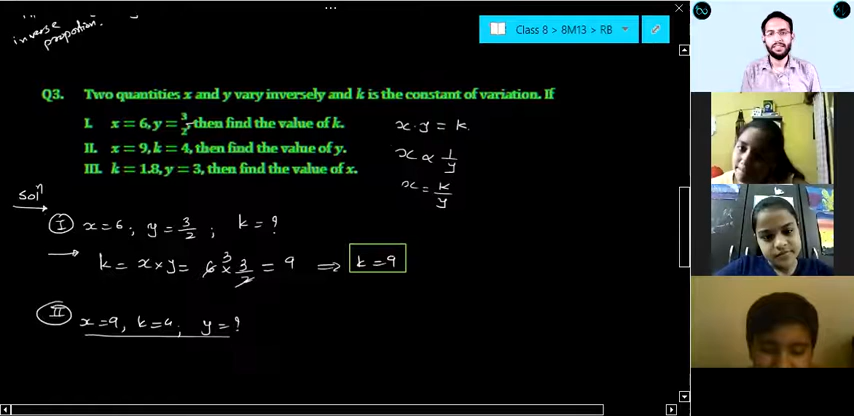 inverse
proportion.
Class 8 > 8M13 > RB
Q3. Two quantities x and y vary inversely and k is the constant of variation. If
I. x = 6, y = 3/2, then find the value of k.
II. x = 9, k = 4, then find the value of y.
III. k = 1.8, y = 3, then find the value of x.
x.y = k.
x ∝ 1/y
x = k/y
Solⁿ
I x=6, y = 3/2; k = ?
k = x × y = 6 3 × 3/2 = 9 ⇒ k = 9
II x=9, k=4, y = ?